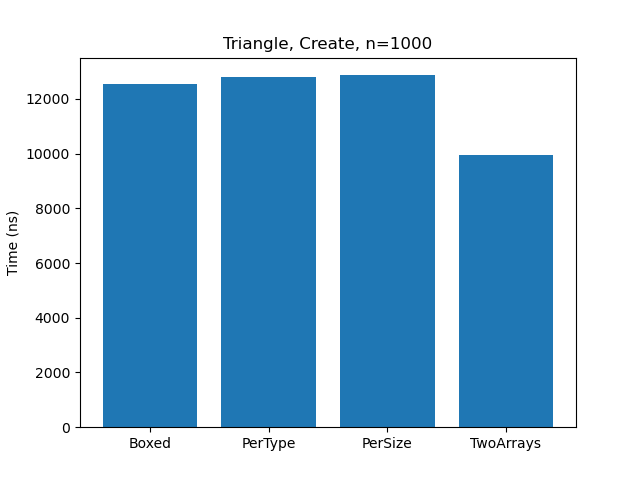 Triangle, Create, n=1000
Time (ns)
12000
10000
8000
6000
4000
2000
0
Boxed
PerType
PerSize
TwoArrays